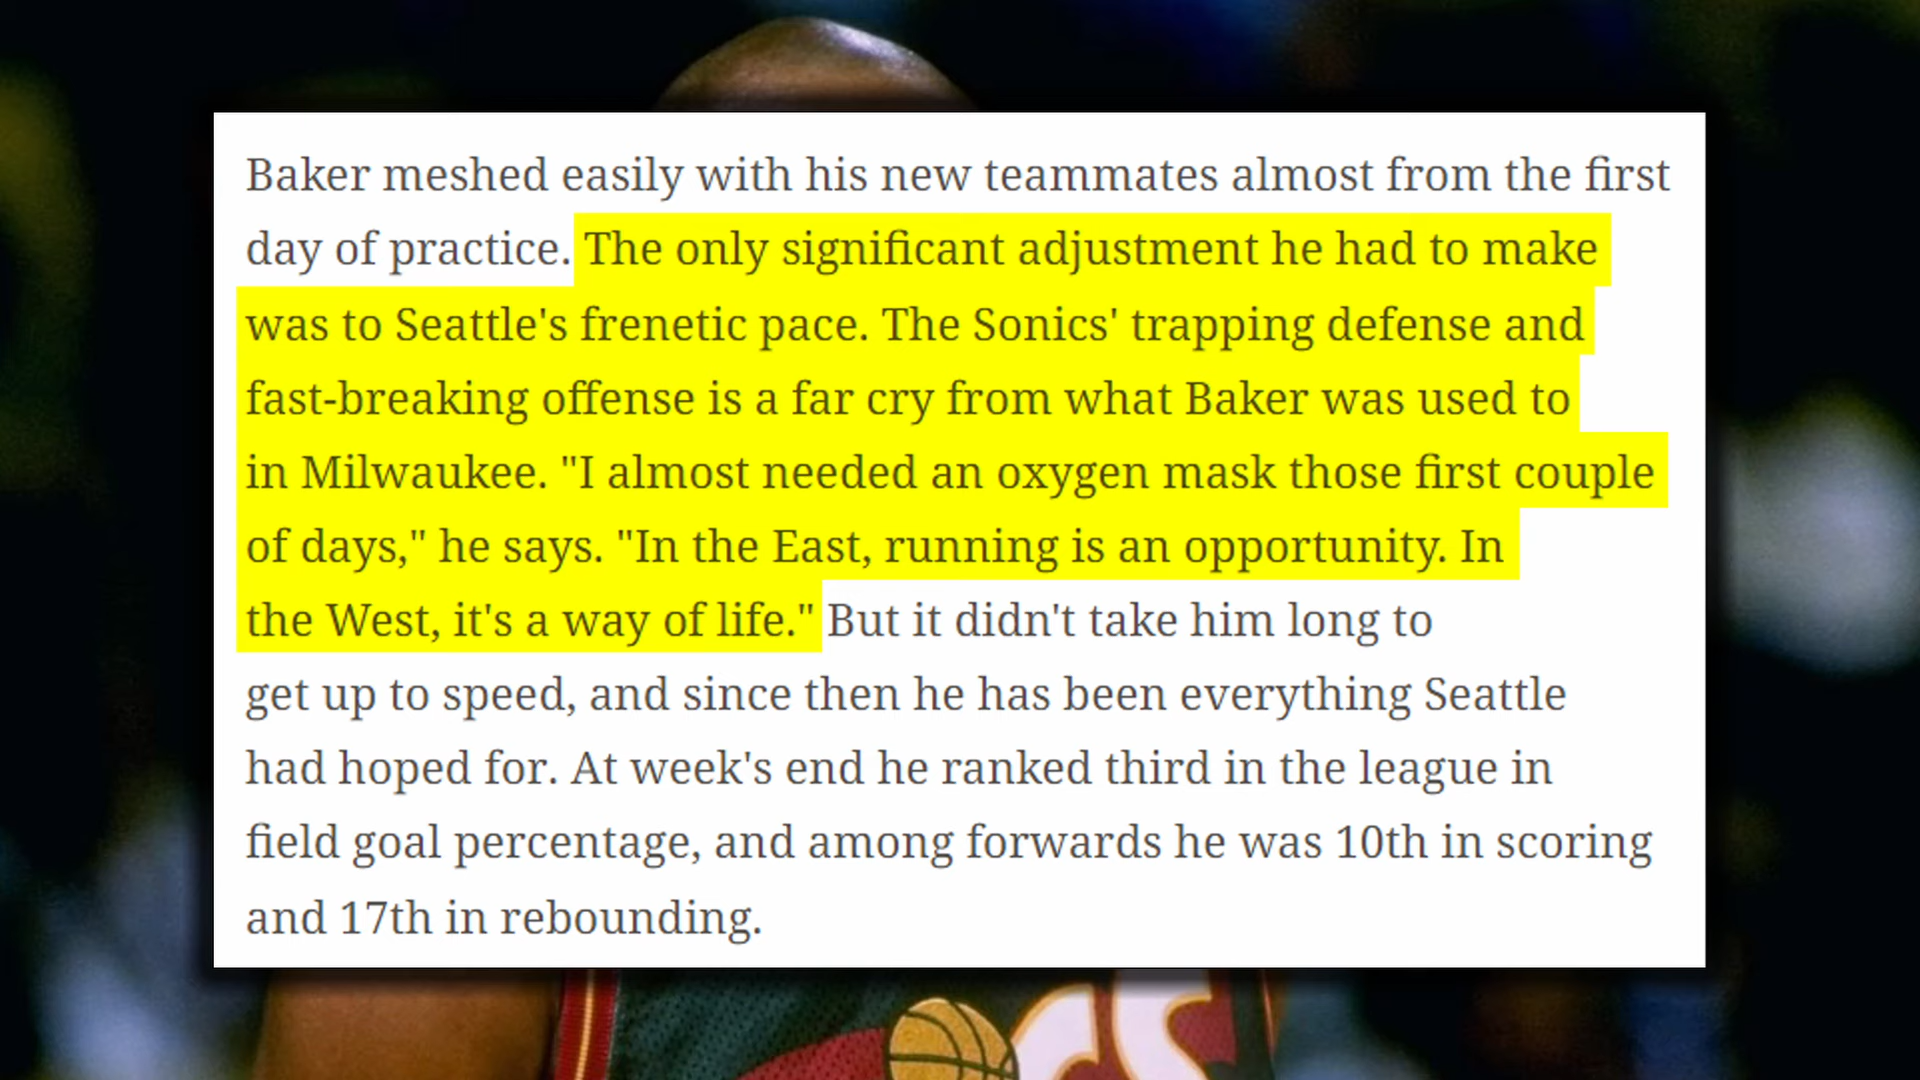 Baker meshed easily with his new teammates almost from the first
day of practice. The only significant adjustment he had to make
was to Seattle's frenetic pace. The Sonics' trapping defense and
fast-breaking offense is a far cry from what Baker was used to
in Milwaukee. "I almost needed an oxygen mask those first couple
of days," he says. "In the East, running is an opportunity. In
the West, it's a way of life." But it didn't take him long to
get up to speed, and since then he has been everything Seattle
had hoped for. At week's end he ranked third in the league in
field goal percentage, and among forwards he was 10th in scoring
and 17th in rebounding.